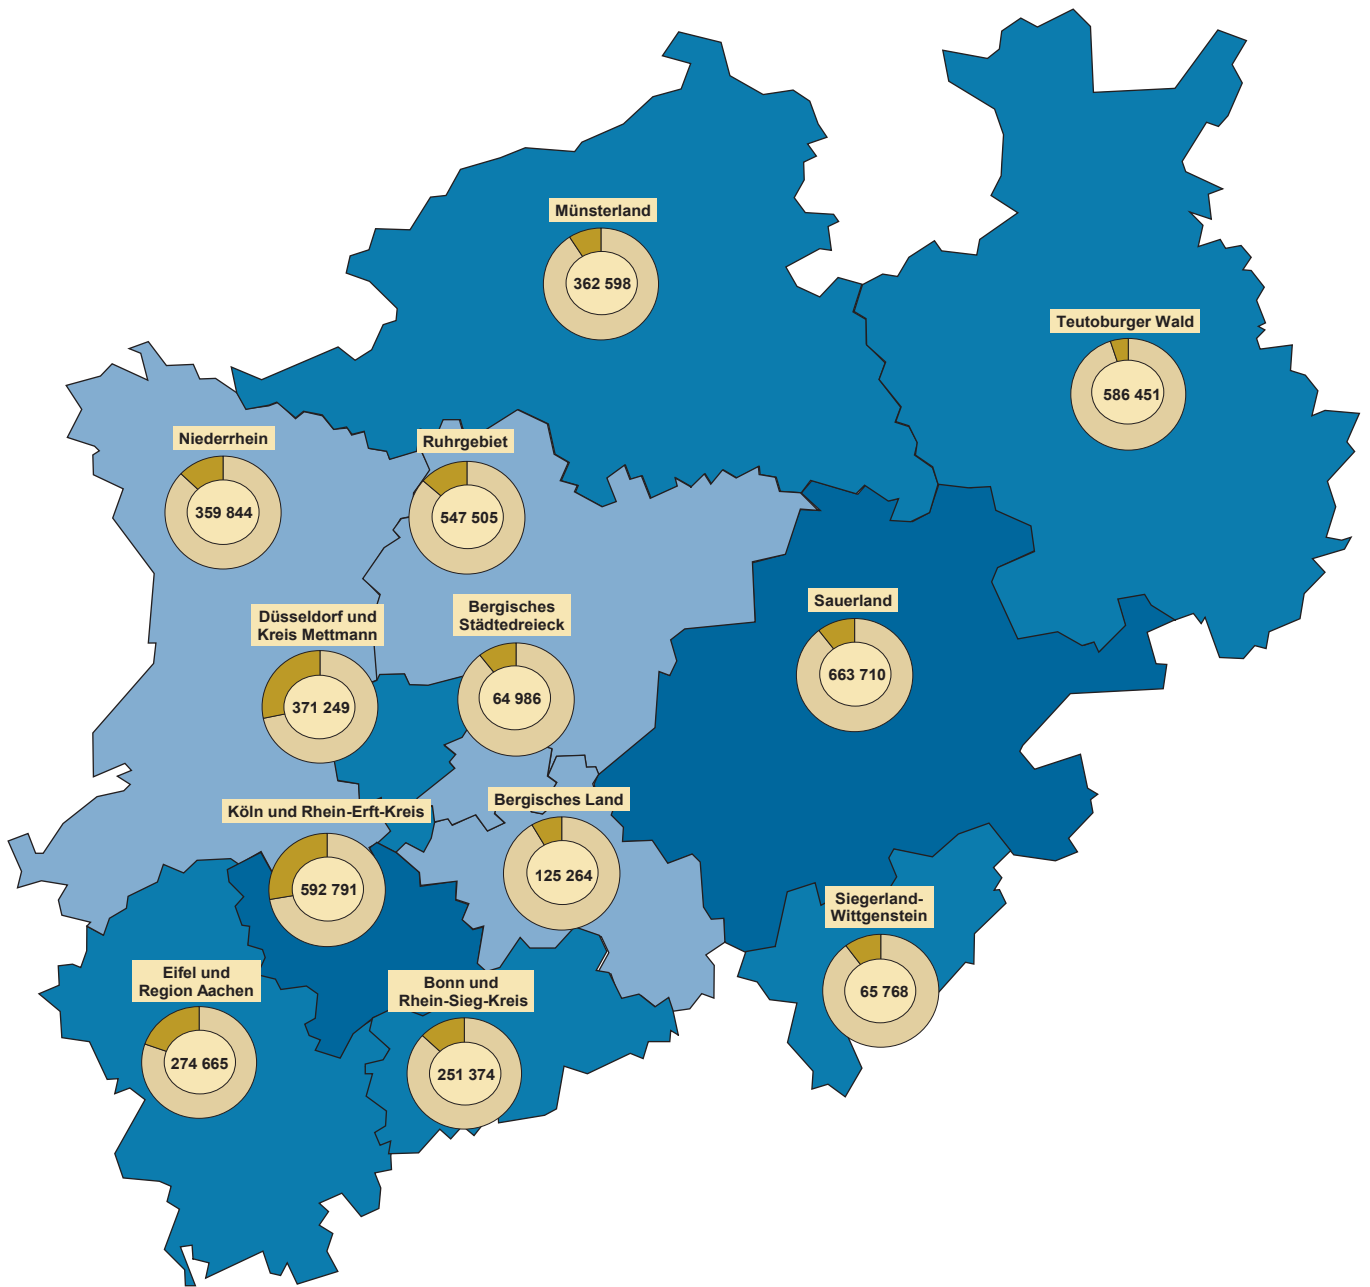 Münsterland
362 598
Teutoburger Wald
586 451
Niederrhein
359 844
Ruhrgebiet
547 505
Düsseldorf und
Kreis Mettmann
371 249
Bergisches
Städtedreieck
64 986
Sauerland
663 710
Köln und Rhein-Erft-Kreis
592 791
Bergisches Land
125 264
Siegerland-
Wittgenstein
65 768
Eifel und
Region Aachen
274 665
Bonn und
Rhein-Sieg-Kreis
251 374